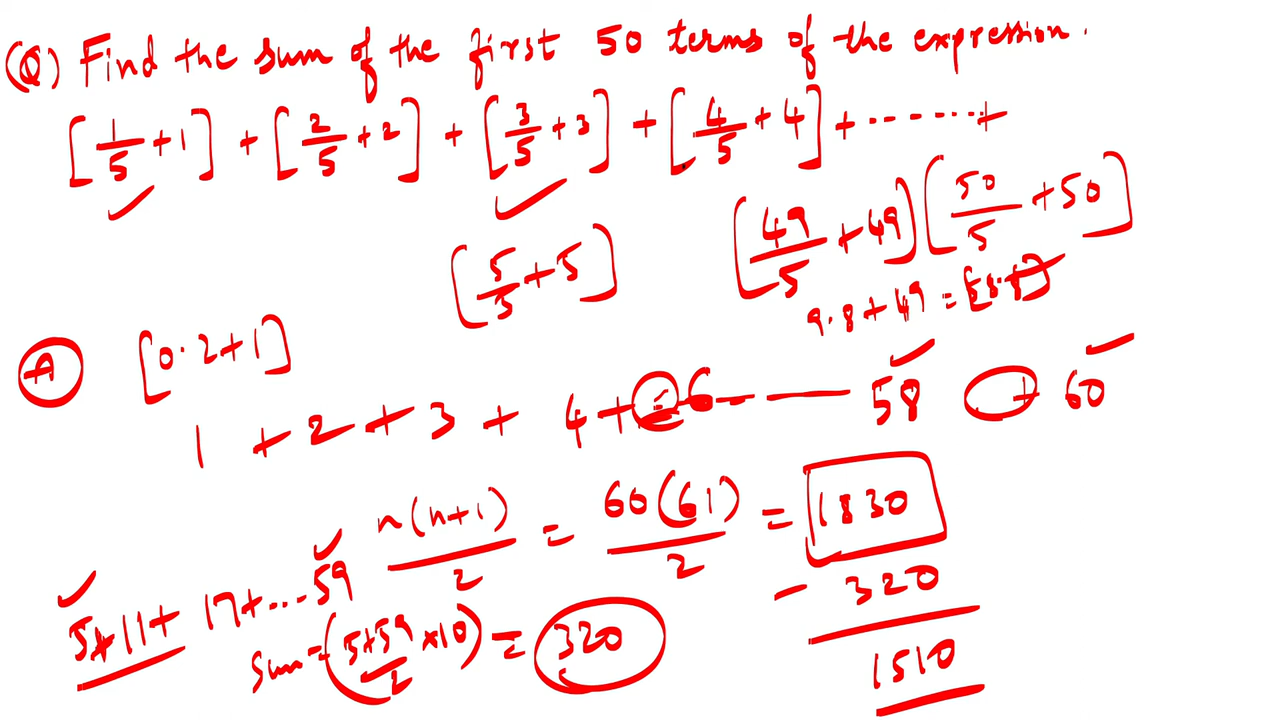 (Q) Find the sum of the first 50 terms of the expression.
[1/5 + 1] + [2/5 + 2] + [3/5 + 3] + [4/5 + 4] + ....... +
[5/5 + 5] [49/5 + 49] [50/5 + 50]
9.8 + 49 =
(A) [0.2 + 1]
1 + 2 + 3 + 4 + 6 - - — 58 + 60
n(n+1)/2 = 60(61)/2 = 1830
- 320
1510
5 + 11 + 17 + ... 59
Sum = (5+59/2 × 10) = 320